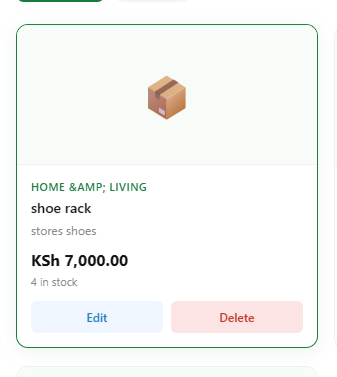 HOME &AMP; LIVING
shoe rack
stores shoes
KSh 7,000.00
4 in stock
Edit
Delete